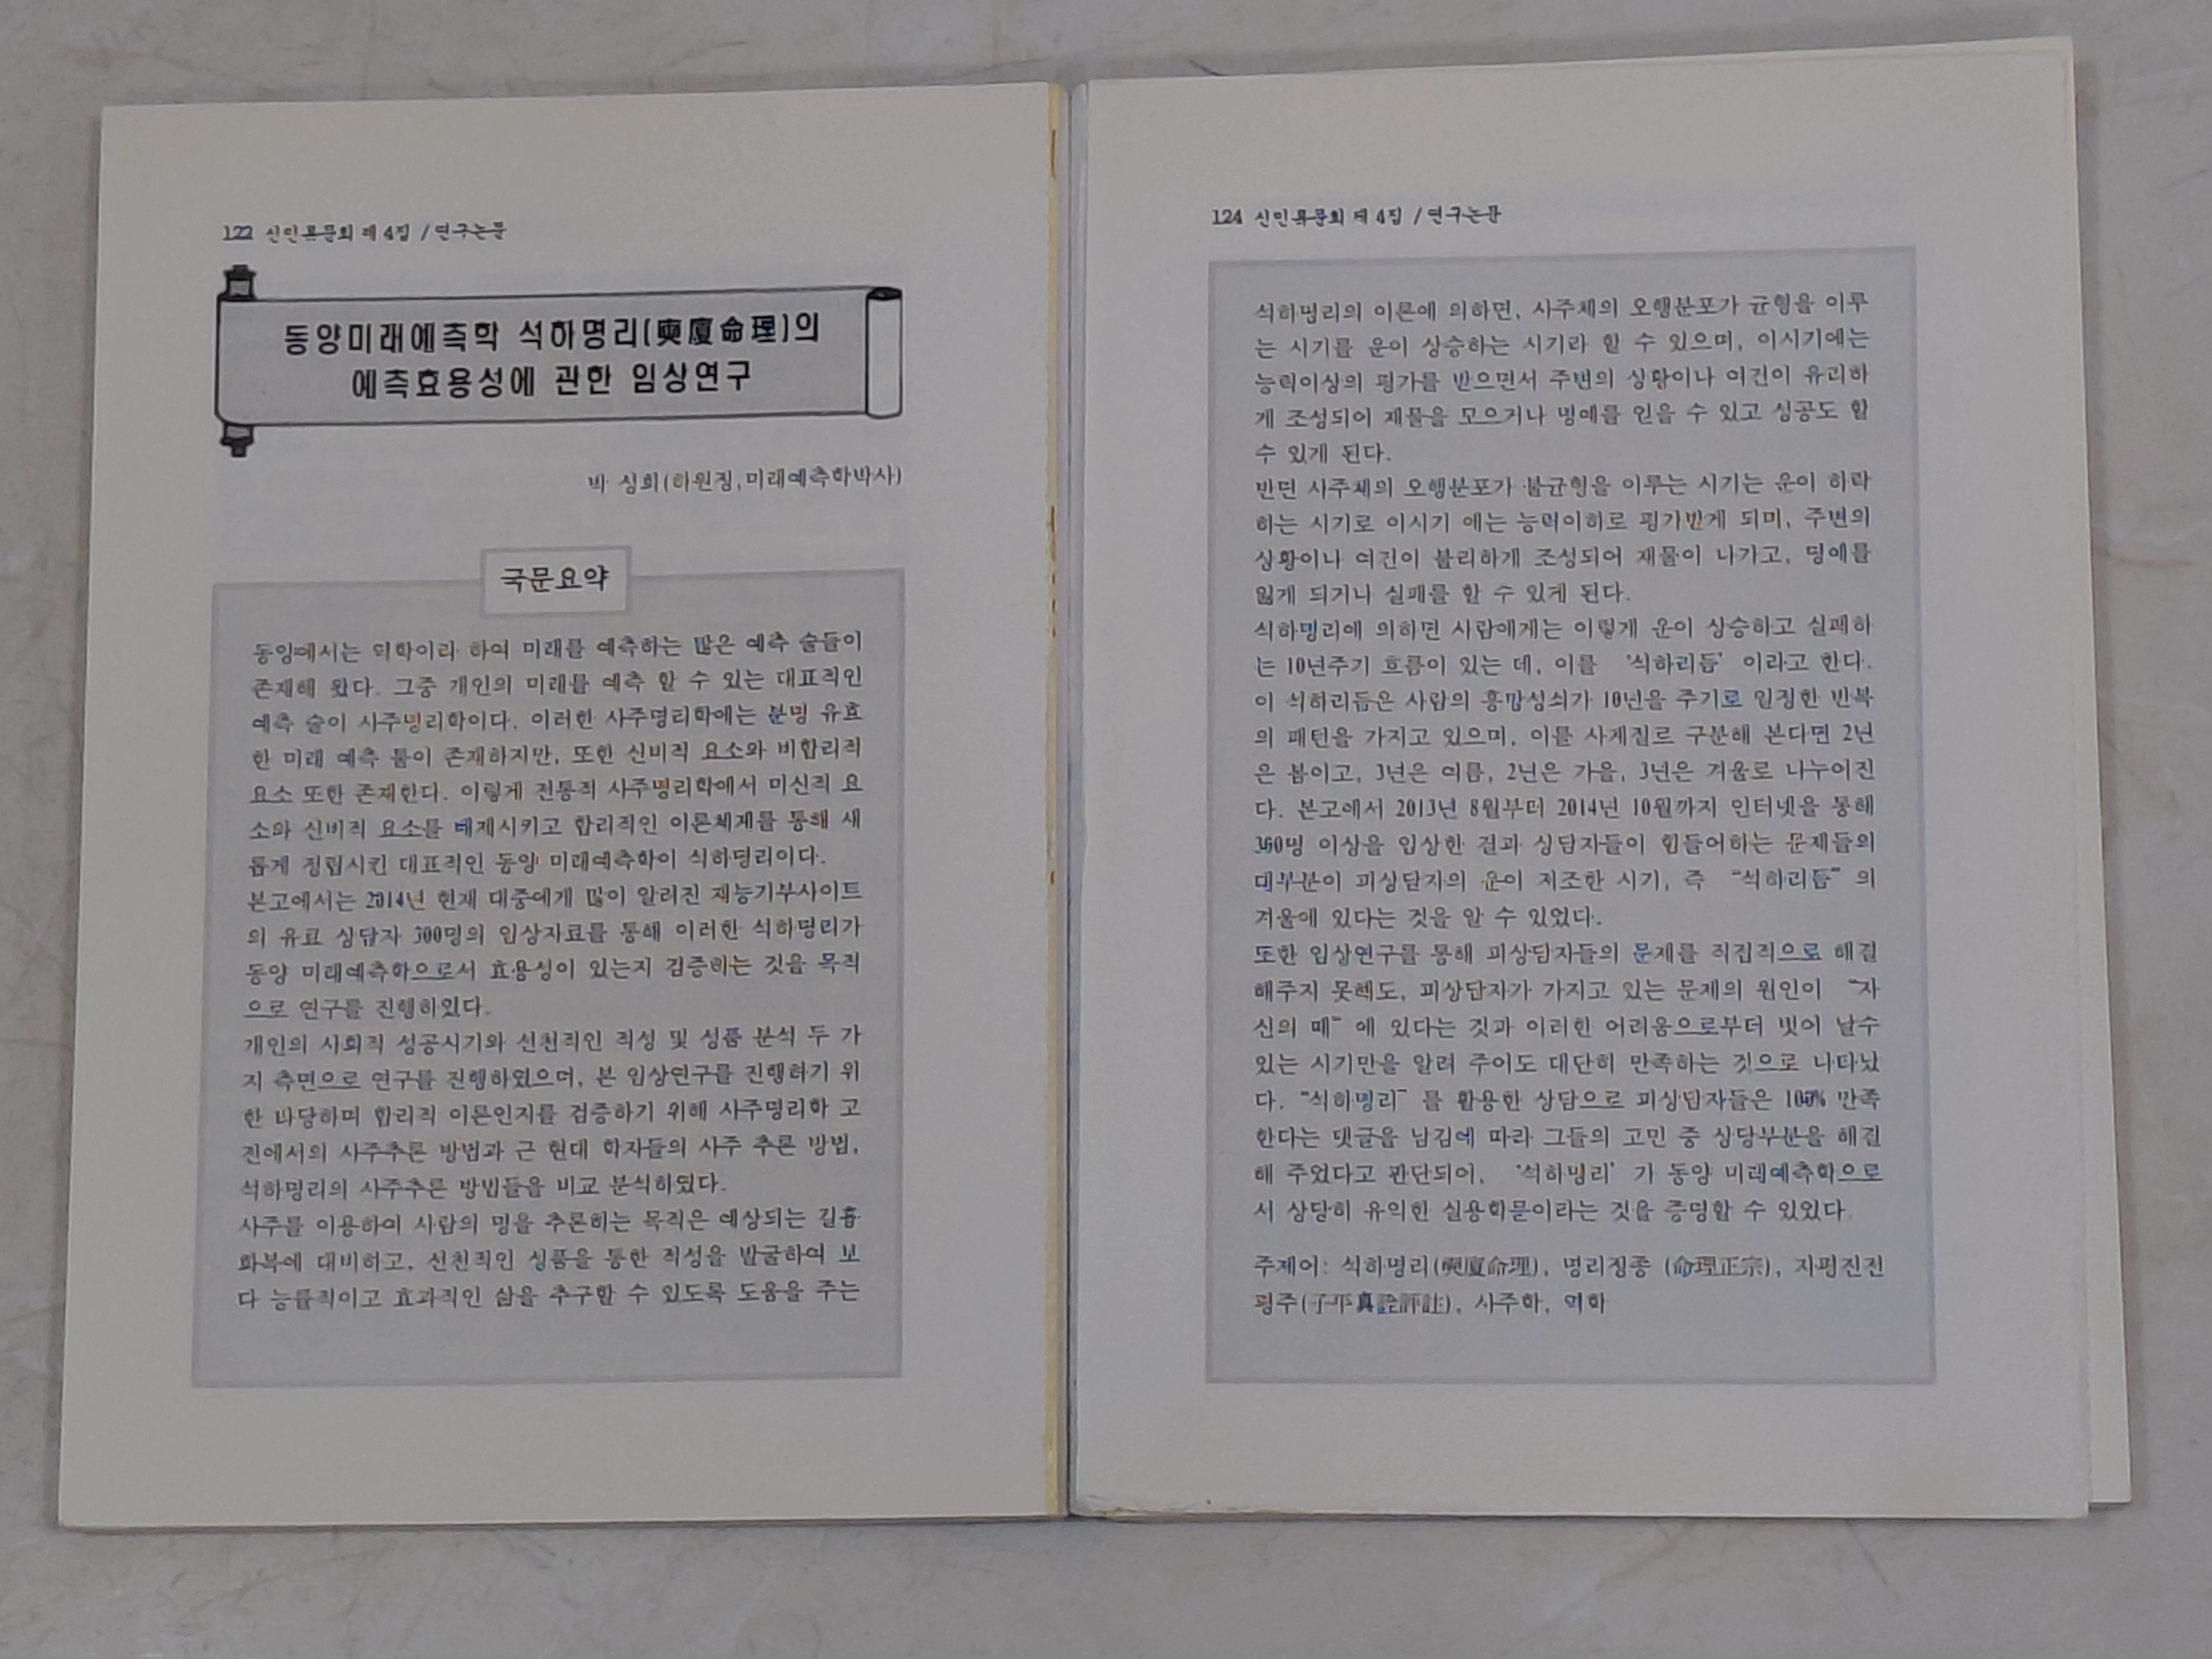 122 신인류문회 제 4집 / 연구논문
동양미래예측학 석하명리(奭廈命理)의
예측효용성에 관한 임상연구
박 성희(하원정,미래예측학박사)
국문요약
동양에서는 역학이라 하여 미래를 예측하는 많은 예측 술들이
존재해 왔다. 그중 개인의 미래를 예측 할 수 있는 대표적인
예측 술이 사주명리학이다. 이러한 사주명리학에는 분명 유효
한 미래 예측 툴이 존재하지만, 또한 신비적 요소와 비합리적
요소 또한 존재한다. 이렇게 전통적 사주명리학에서 미신적 요
소와 신비적 요소를 배제시키고 합리적인 이론체계를 통해 새
롭게 정립시킨 대표적인 동양 미래예측학이 석하명리이다.
본고에서는 2014년 현재 대중에게 많이 알려진 재능기부사이트
의 유료 상담자 300명의 임상자료를 통해 이러한 석하명리가
동양 미래예측학으로서 효용성이 있는지 검증하는 것을 목적
으로 연구를 진행하였다.
개인의 사회적 성공시기와 선천적인 적성 및 성품 분석 두 가
지 측면으로 연구를 진행하였으며, 본 임상연구를 진행하기 위
한 바탕하며 합리적 이론인지를 검증하기 위해 사주명리학 고
전에서의 사주추론 방법과 근 현대 학자들의 사주 추론 방법,
석하명리의 사주추론 방법들을 비교 분석하였다.
사주를 이용하여 사람의 명을 추론하는 목적은 예상되는 길흉
화복에 대비하고, 선천적인 성품을 통한 적성을 발굴하여 보
다 능률적이고 효과적인 삶을 추구할 수 있도록 도움을 주는
124 신인류문회 제 4집 / 연구논문
석하명리의 이론에 의하면, 사주체의 오행분포가 균형을 이루
는 시기를 운이 상승하는 시기라 할 수 있으며, 이시기에는
능력이상의 평가를 받으면서 주변의 상황이나 여건이 유리하
게 조성되어 재물을 모으거나 명예를 얻을 수 있고 성공도 할
수 있게 된다.
반면 사주체의 오행분포가 불균형을 이루는 시기는 운이 하락
하는 시기로 이시기 에는 능력이하로 평가받게 되며, 주변의
상황이나 여건이 불리하게 조성되어 재물이 나가고, 명예를
잃게 되거나 실패를 할 수 있게 된다.
석하명리에 의하면 사람에게는 이렇게 운이 상승하고 실패하
는 10년주기 흐름이 있는 데, 이를 '석하리듬' 이라고 한다.
이 석하리듬은 사람의 흥망성쇠가 10년을 주기로 일정한 반복
의 패턴을 가지고 있으며, 이를 사계절로 구분해 본다면 2년
은 봄이고, 3년은 여름, 2년은 가을, 3년은 겨울로 나누어진
다. 본고에서 2013년 8월부터 2014년 10월까지 인터넷을 통해
360명 이상을 임상한 결과 상담자들이 힘들어하는 문제들의
대부분이 피상담자의 운이 저조한 시기, 즉 "석하리듬" 의
겨울에 있다는 것을 알 수 있었다.
또한 임상연구를 통해 피상담자들의 문제를 직접적으로 해결
해주지 못해도, 피상담자가 가지고 있는 문제의 원인이 "자
신의 때" 에 있다는 것과 이러한 어려움으로부터 벗어 날수
있는 시기만을 알려 주어도 대단히 만족하는 것으로 나타났
다. "석하명리" 를 활용한 상담으로 피상담자들은 100% 만족
한다는 댓글을 남김에 따라 그들의 고민 중 상당부분을 해결
해 주었다고 판단되어, '석하명리' 가 동양 미래예측학으로
서 상당히 유익한 실용학문이라는 것을 증명할 수 있었다.
주제어: 석하명리(奭廈命理), 명리정종 (命理正宗), 자평진전
평주(子平真詮評註), 사주학, 역학